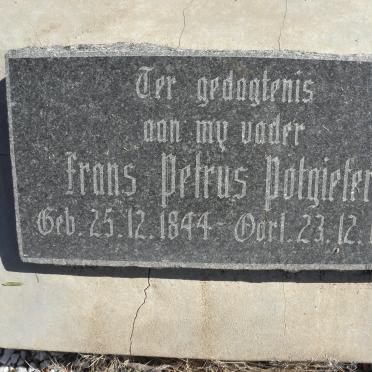 Ter gedagtenis
aan my vader
Frans Petrus Potgieter
Geb. 25.12.1844 - Oorl. 23.12.